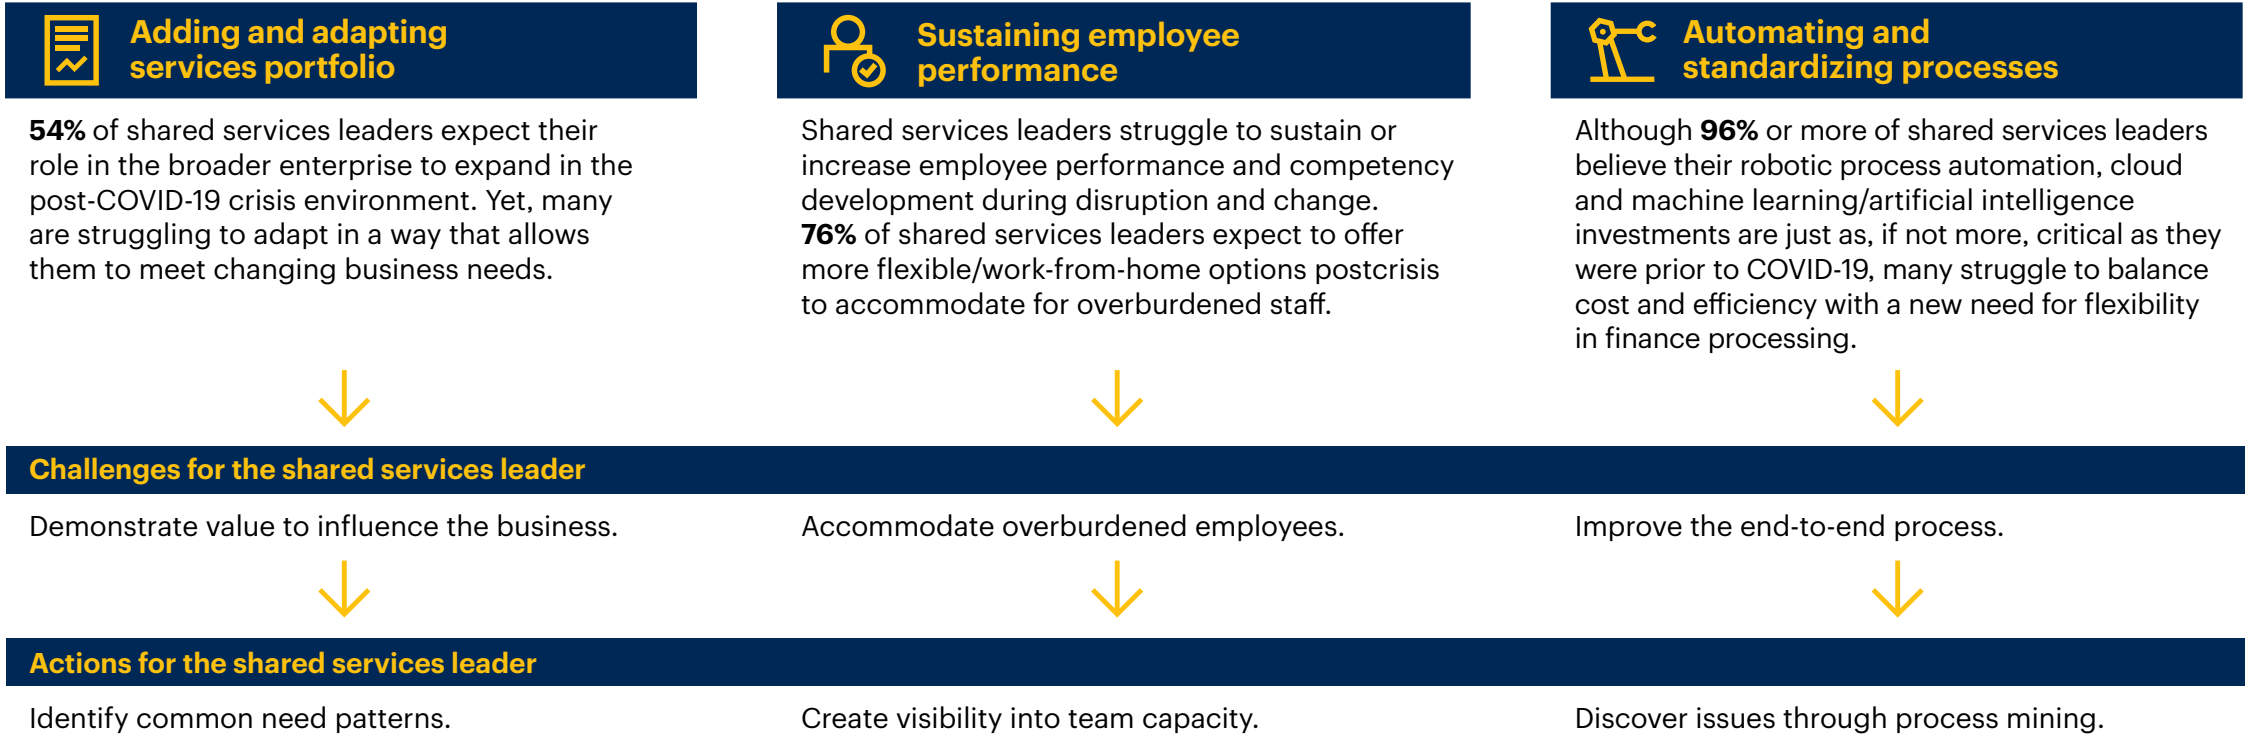 Adding and adapting
services portfolio
54% of shared services leaders expect their
role in the broader enterprise to expand in the
post-COVID-19 crisis environment. Yet, many
are struggling to adapt in a way that allows
them to meet changing business needs.
Sustaining employee
performance
Shared services leaders struggle to sustain or
increase employee performance and competency
development during disruption and change.
76% of shared services leaders expect to offer
more flexible/work-from-home options postcrisis
to accommodate for overburdened staff.
Automating and
standardizing processes
Although 96% or more of shared services leaders
believe their robotic process automation, cloud
and machine learning/artificial intelligence
investments are just as, if not more, critical as they
were prior to COVID-19, many struggle to balance
cost and efficiency with a new need for flexibility
in finance processing.
Challenges for the shared services leader
Demonstrate value to influence the business.
Accommodate overburdened employees.
Improve the end-to-end process.
Actions for the shared services leader
Identify common need patterns.
Create visibility into team capacity.
Discover issues through process mining.